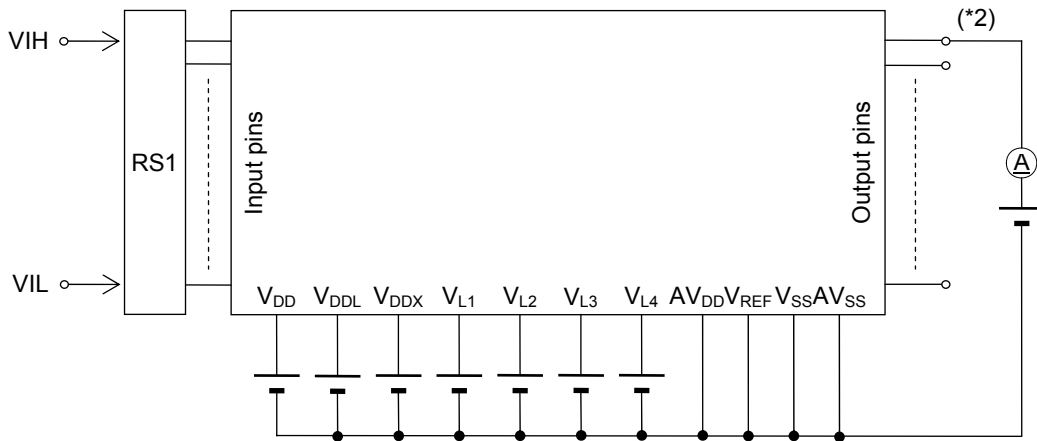 (*2)
VIH
RS1
Input pins
Output pins
A
VIL
VDD VDDL VDDX VL1 VL2 VL3 VL4 AVDD VREF VSS AVSS